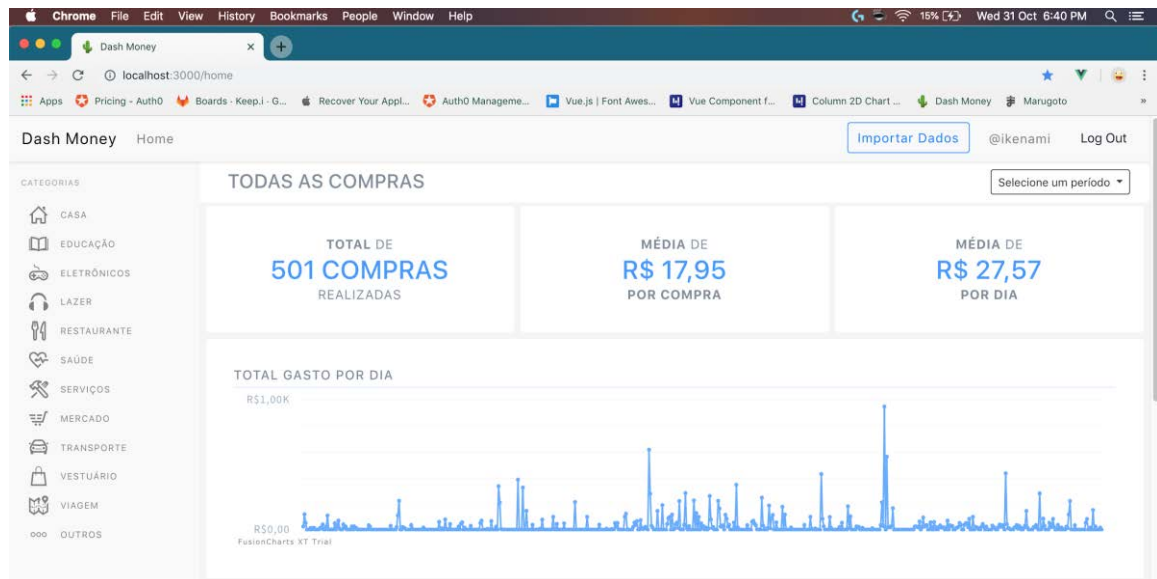 Chrome File Edit View History Bookmarks People Window Help 15% Wed 31 Oct 6:40 PM
Dash Money
localhost:3000/home
Apps Pricing - Auth0 Boards · Keep.i · G... Recover Your Appl... Auth0 Manageme... Vue.js | Font Awes... Vue Component f... Column 2D Chart ... Dash Money Marugoto »
Dash Money Home Importar Dados @ikenami Log Out
CATEGORIAS
CASA
EDUCAÇÃO
ELETRÔNICOS
LAZER
RESTAURANTE
SAÚDE
SERVIÇOS
MERCADO
TRANSPORTE
VESTUÁRIO
VIAGEM
OUTROS
TODAS AS COMPRAS
Selecione um período
TOTAL DE
501 COMPRAS
REALIZADAS
MÉDIA DE
R$ 17,95
POR COMPRA
MÉDIA DE
R$ 27,57
POR DIA
TOTAL GASTO POR DIA
R$1,00K
R$0,00
FusionCharts XT Trial